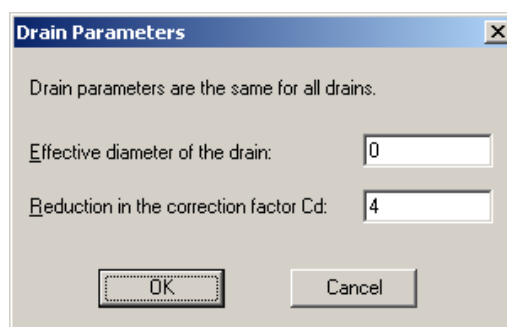 Drain Parameters
Drain parameters are the same for all drains.
Effective diameter of the drain: 0
Reduction in the correction factor Cd: 4
OK Cancel